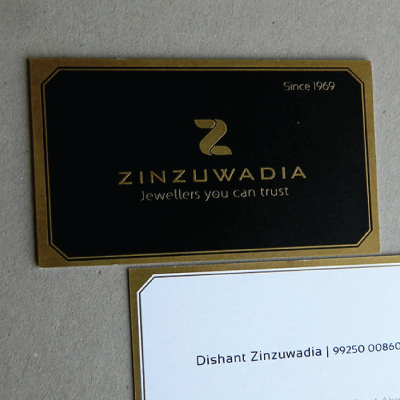 Since 1969
ZINZUWADIA
Jewellers you can trust
Dishant Zinzuwadia | 99250 00860